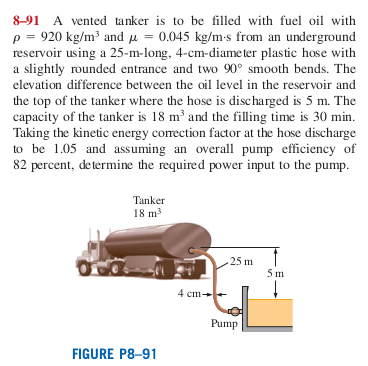 8–91 A vented tanker is to be filled with fuel oil with
ρ = 920 kg/m³ and μ = 0.045 kg/m·s from an underground
reservoir using a 25-m-long, 4-cm-diameter plastic hose with
a slightly rounded entrance and two 90° smooth bends. The
elevation difference between the oil level in the reservoir and
the top of the tanker where the hose is discharged is 5 m. The
capacity of the tanker is 18 m³ and the filling time is 30 min.
Taking the kinetic energy correction factor at the hose discharge
to be 1.05 and assuming an overall pump efficiency of
82 percent, determine the required power input to the pump.
Tanker
18 m³
25 m
5 m
4 cm
Pump
FIGURE P8–91